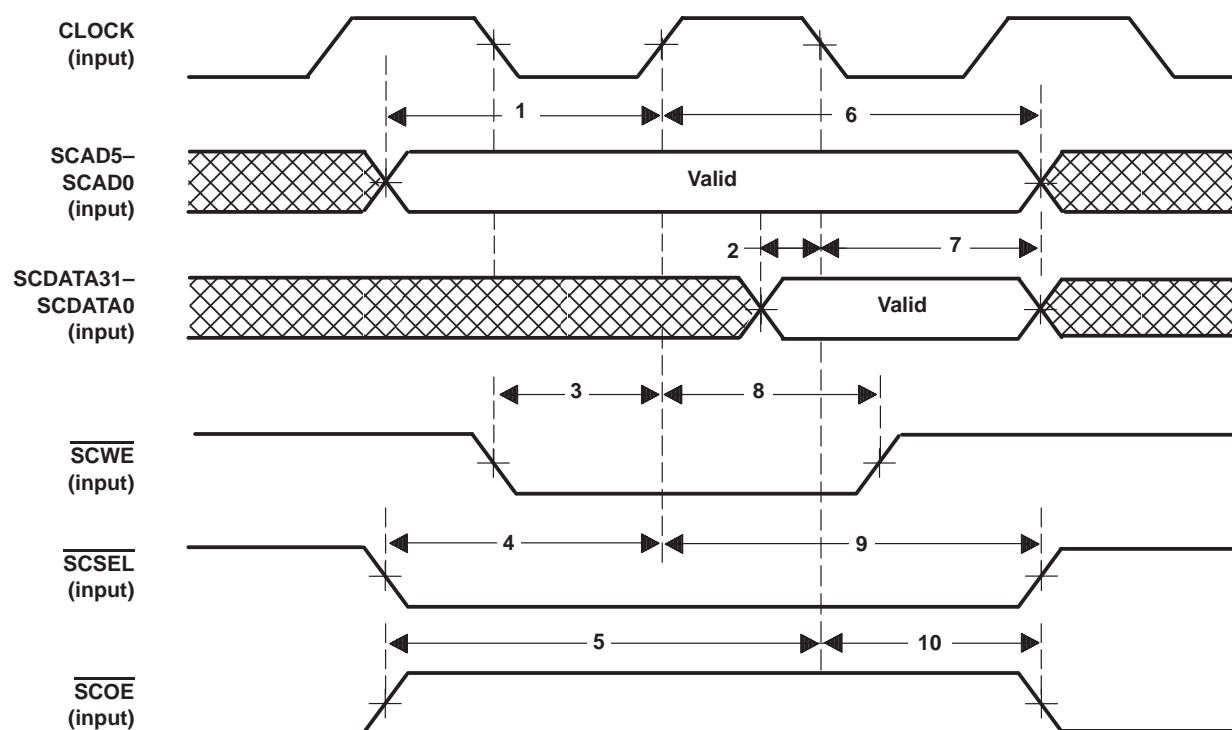 CLOCK
(input)
1
6
SCAD5–
SCAD0
(input)
Valid
2
7
SCDATA31–
SCDATA0
(input)
Valid
3
8
SCWE
(input)
4
9
SCSEL
(input)
5
10
SCOE
(input)